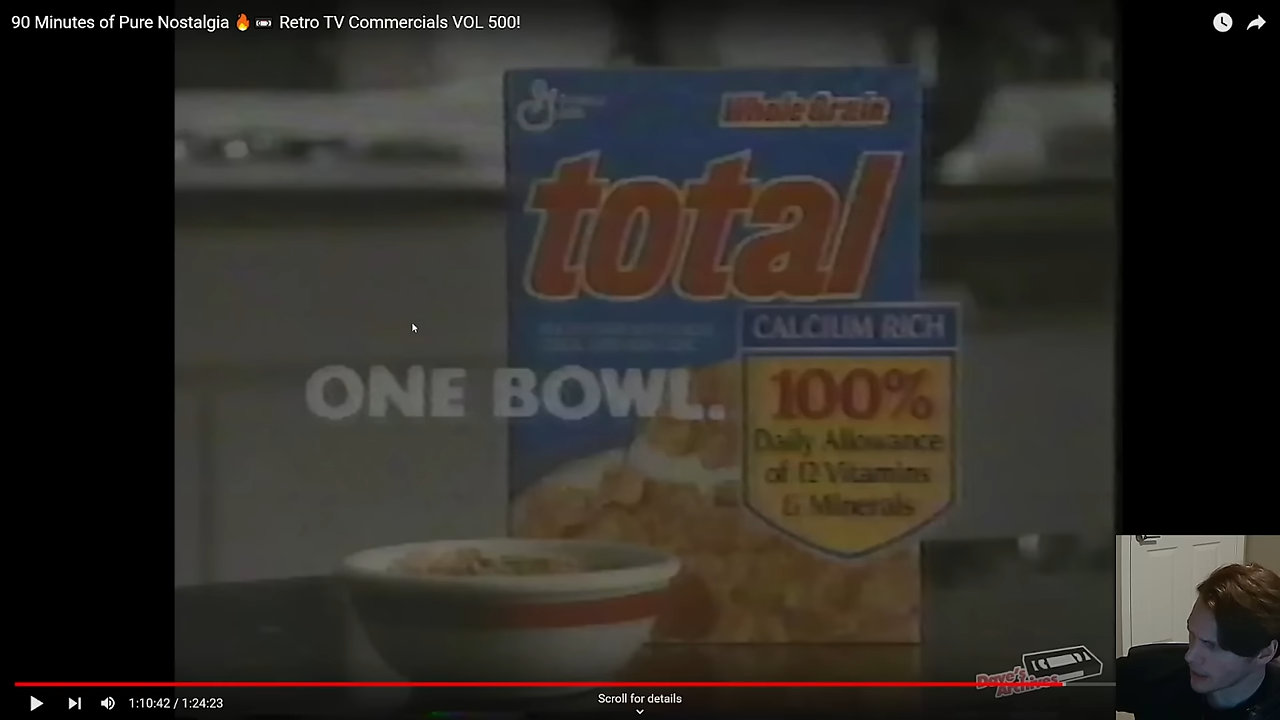 90 Minutes of Pure Nostalgia 🔥📼 Retro TV Commercials VOL 500!
Whole Grain
total
CALCIUM RICH
ONE BOWL.
100%
Daily Allowance
of 12 Vitamins
& Minerals
Dave's
Archives
1:10:42 / 1:24:23
Scroll for details